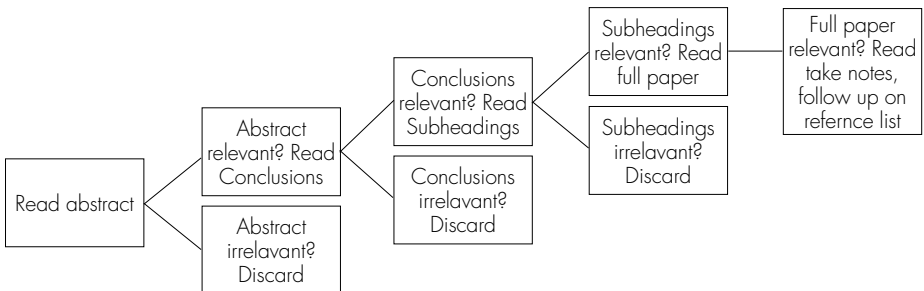 Read abstract
Abstract
relevant? Read
Conclusions
Abstract
irrelavant?
Discard
Conclusions
relevant? Read
Subheadings
Conclusions
irrelavant?
Discard
Subheadings
relevant? Read
full paper
Subheadings
irrelavant?
Discard
Full paper
relevant? Read
take notes,
follow up on
refernce list